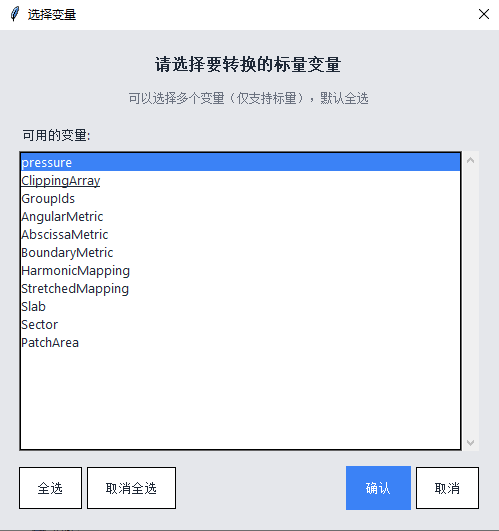 选择变量
请选择要转换的标量变量
可以选择多个变量（仅支持标量），默认全选
可用的变量:
pressure
ClippingArray
GroupIds
AngularMetric
AbscissaMetric
BoundaryMetric
HarmonicMapping
StretchedMapping
Slab
Sector
PatchArea
全选 取消全选 确认 取消